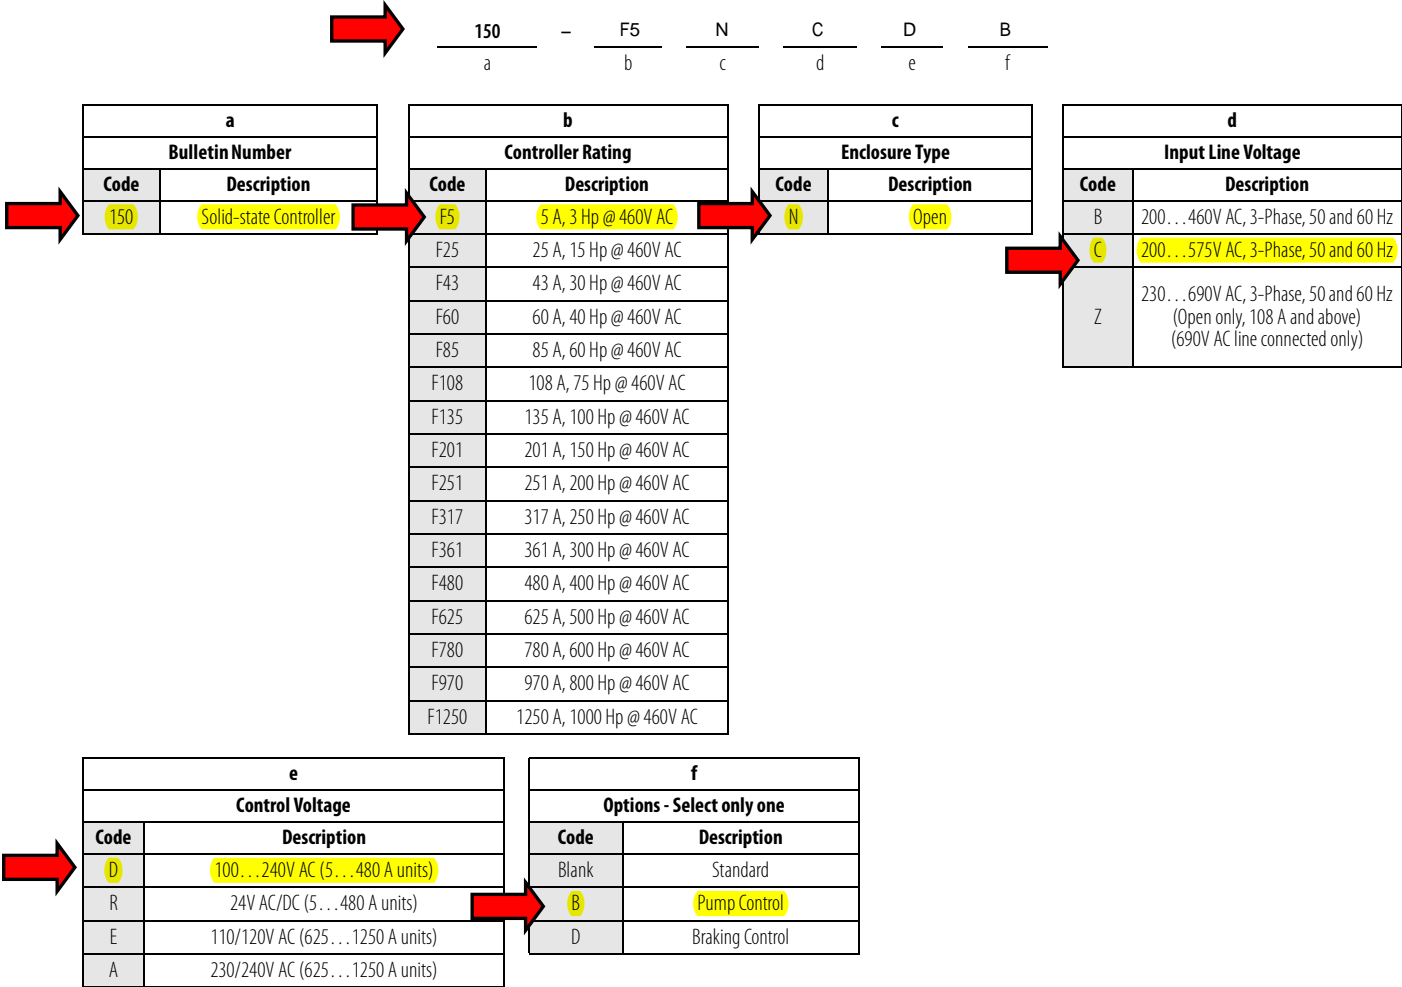 150 – F5 N C D B
a b c d e f
a
Bulletin Number
Code Description
150 Solid-state Controller
b
Controller Rating
Code Description
F5 5 A, 3 Hp @ 460V AC
F25 25 A, 15 Hp @ 460V AC
F43 43 A, 30 Hp @ 460V AC
F60 60 A, 40 Hp @ 460V AC
F85 85 A, 60 Hp @ 460V AC
F108 108 A, 75 Hp @ 460V AC
F135 135 A, 100 Hp @ 460V AC
F201 201 A, 150 Hp @ 460V AC
F251 251 A, 200 Hp @ 460V AC
F317 317 A, 250 Hp @ 460V AC
F361 361 A, 300 Hp @ 460V AC
F480 480 A, 400 Hp @ 460V AC
F625 625 A, 500 Hp @ 460V AC
F780 780 A, 600 Hp @ 460V AC
F970 970 A, 800 Hp @ 460V AC
F1250 1250 A, 1000 Hp @ 460V AC
c
Enclosure Type
Code Description
N Open
d
Input Line Voltage
Code Description
B 200…460V AC, 3-Phase, 50 and 60 Hz
C 200…575V AC, 3-Phase, 50 and 60 Hz
Z 230…690V AC, 3-Phase, 50 and 60 Hz
(Open only, 108 A and above)
(690V AC line connected only)
e
Control Voltage
Code Description
D 100…240V AC (5…480 A units)
R 24V AC/DC (5…480 A units)
E 110/120V AC (625…1250 A units)
A 230/240V AC (625…1250 A units)
f
Options - Select only one
Code Description
Blank Standard
B Pump Control
D Braking Control